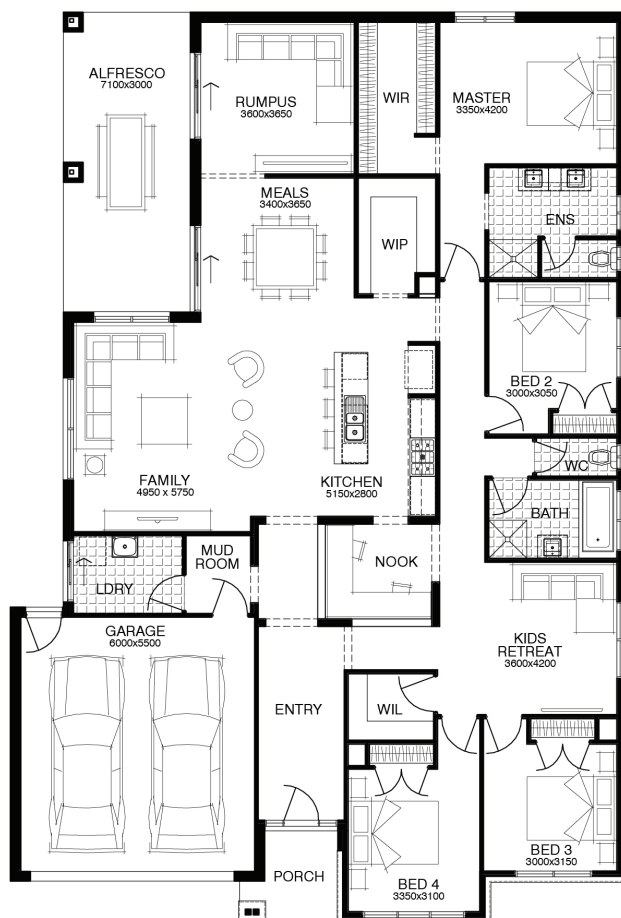 ALFRESCO
7100x3000
RUMPUS
3600x3650
WIR
MASTER
3350x4200
MEALS
3400x3650
WIP
ENS
BED 2
3000x3050
FAMILY
4950 x 5750
KITCHEN
5150x2800
WC
BATH
MUD
ROOM
LDRY
NOOK
GARAGE
6000x5500
KIDS
RETREAT
3600x4200
ENTRY
WIL
PORCH
BED 4
3350x3100
BED 3
3000x3150